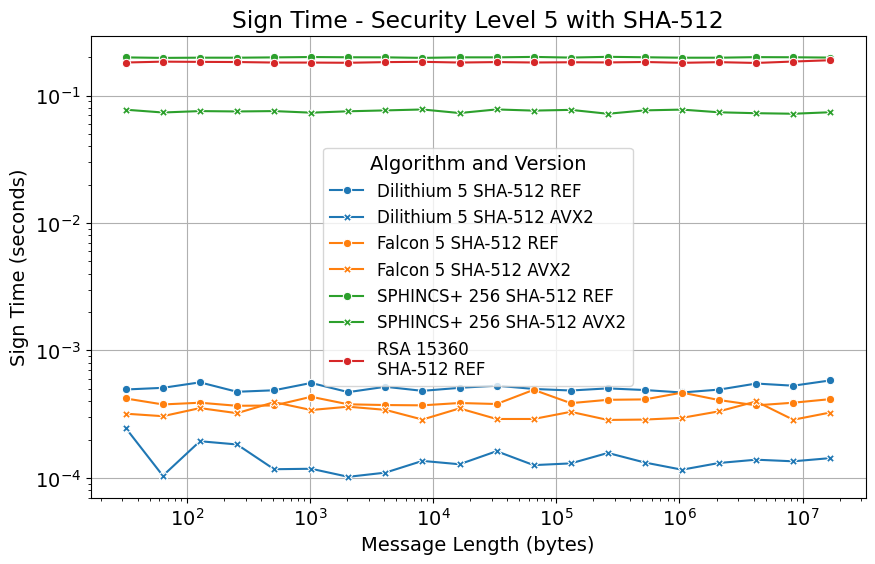 Sign Time - Security Level 5 with SHA-512
Sign Time (seconds)
10⁻¹
10⁻²
10⁻³
10⁻⁴
Algorithm and Version
Dilithium 5 SHA-512 REF
Dilithium 5 SHA-512 AVX2
Falcon 5 SHA-512 REF
Falcon 5 SHA-512 AVX2
SPHINCS+ 256 SHA-512 REF
SPHINCS+ 256 SHA-512 AVX2
RSA 15360
SHA-512 REF
10² 10³ 10⁴ 10⁵ 10⁶ 10⁷
Message Length (bytes)